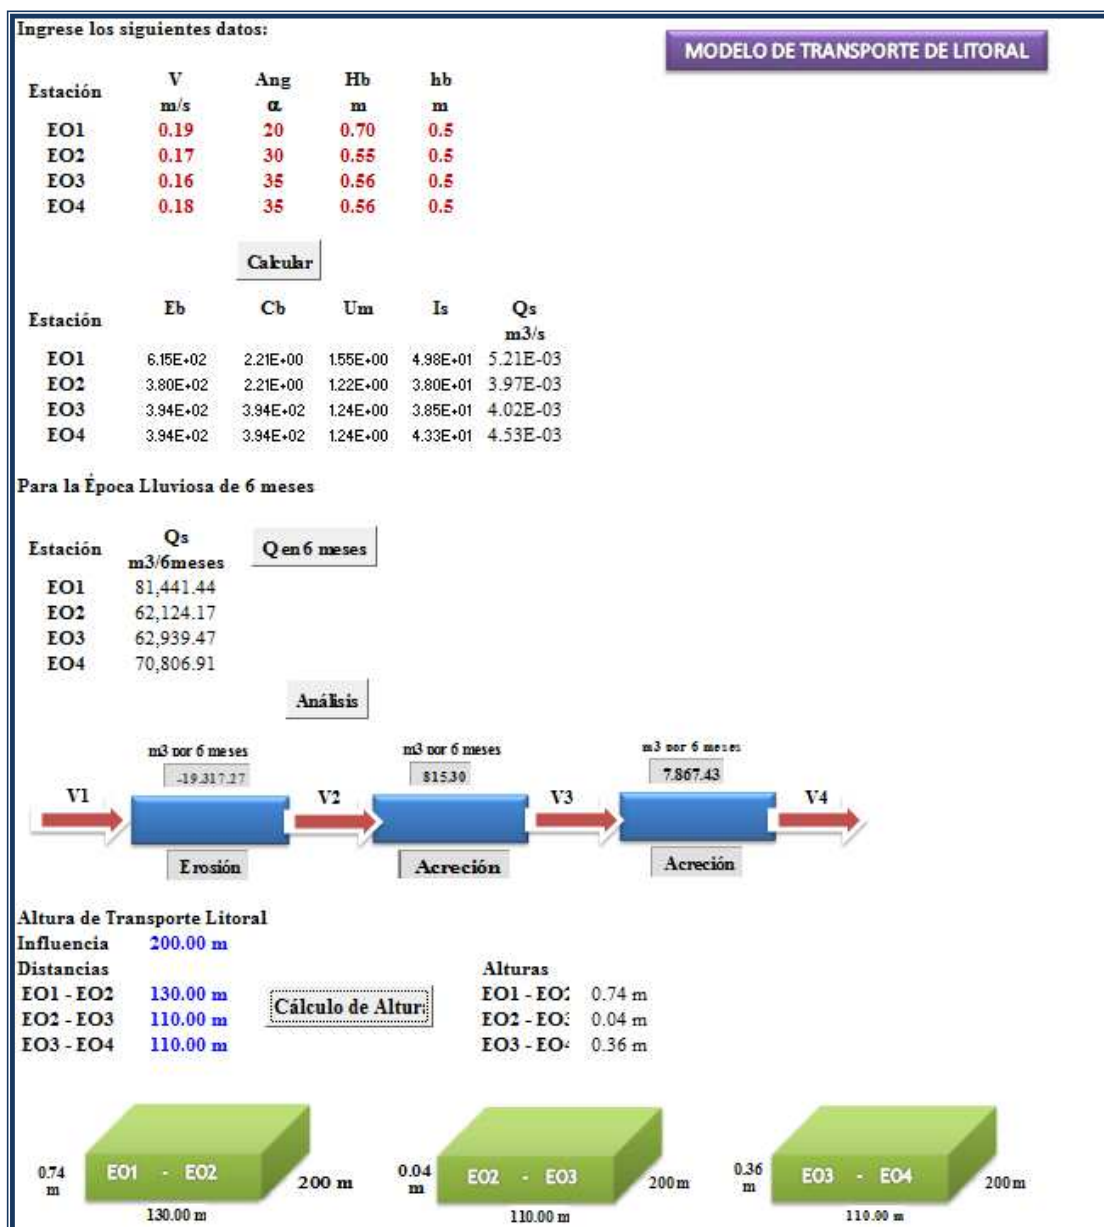 Ingrese los siguientes datos:
MODELO DE TRANSPORTE DE LITORAL
Estación V Ang Hb hb
m/s α m m
EO1 0.19 20 0.70 0.5
EO2 0.17 30 0.55 0.5
EO3 0.16 35 0.56 0.5
EO4 0.18 35 0.56 0.5
Calcular
Estación Eb Cb Um Is Qs
m3/s
EO1 6.15E+02 2.21E+00 1.55E+00 4.98E+01 5.21E-03
EO2 3.80E+02 2.21E+00 1.22E+00 3.80E+01 3.97E-03
EO3 3.94E+02 3.94E+02 1.24E+00 3.85E+01 4.02E-03
EO4 3.94E+02 3.94E+02 1.24E+00 4.33E+01 4.53E-03
Para la Época Lluviosa de 6 meses
Estación Qs Q en 6 meses
m3/6meses
EO1 81,441.44
EO2 62,124.17
EO3 62,939.47
EO4 70,806.91
Análisis
m3 por 6 meses m3 por 6 meses m3 por 6 meses
-19.317.27 815.30 7.867.43
V1 V2 V3 V4
Erosión Acreción Acreción
Altura de Transporte Litoral
Influencia 200.00 m
Distancias Alturas
EO1 - EO2 130.00 m Cálculo de Altur EO1 - EO2 0.74 m
EO2 - EO3 110.00 m EO2 - EO3 0.04 m
EO3 - EO4 110.00 m EO3 - EO4 0.36 m
0.74 m EO1 - EO2 200 m 0.04 m EO2 - EO3 200 m 0.36 m EO3 - EO4 200 m
130.00 m 110.00 m 110.00 m